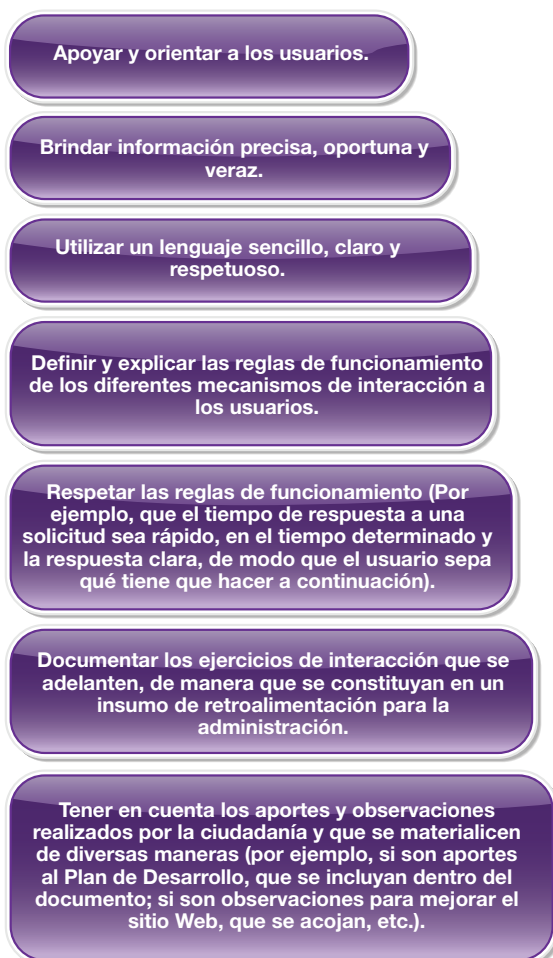 Apoyar y orientar a los usuarios.
Brindar información precisa, oportuna y
veraz.
Utilizar un lenguaje sencillo, claro y
respetuoso.
Definir y explicar las reglas de funcionamiento
de los diferentes mecanismos de interacción a
los usuarios.
Respetar las reglas de funcionamiento (Por
ejemplo, que el tiempo de respuesta a una
solicitud sea rápido, en el tiempo determinado y
la respuesta clara, de modo que el usuario sepa
qué tiene que hacer a continuación).
Documentar los ejercicios de interacción que se
adelanten, de manera que se constituyan en un
insumo de retroalimentación para la
administración.
Tener en cuenta los aportes y observaciones
realizados por la ciudadanía y que se materialicen
de diversas maneras (por ejemplo, si son aportes
al Plan de Desarrollo, que se incluyan dentro del
documento; si son observaciones para mejorar el
sitio Web, que se acojan, etc.).